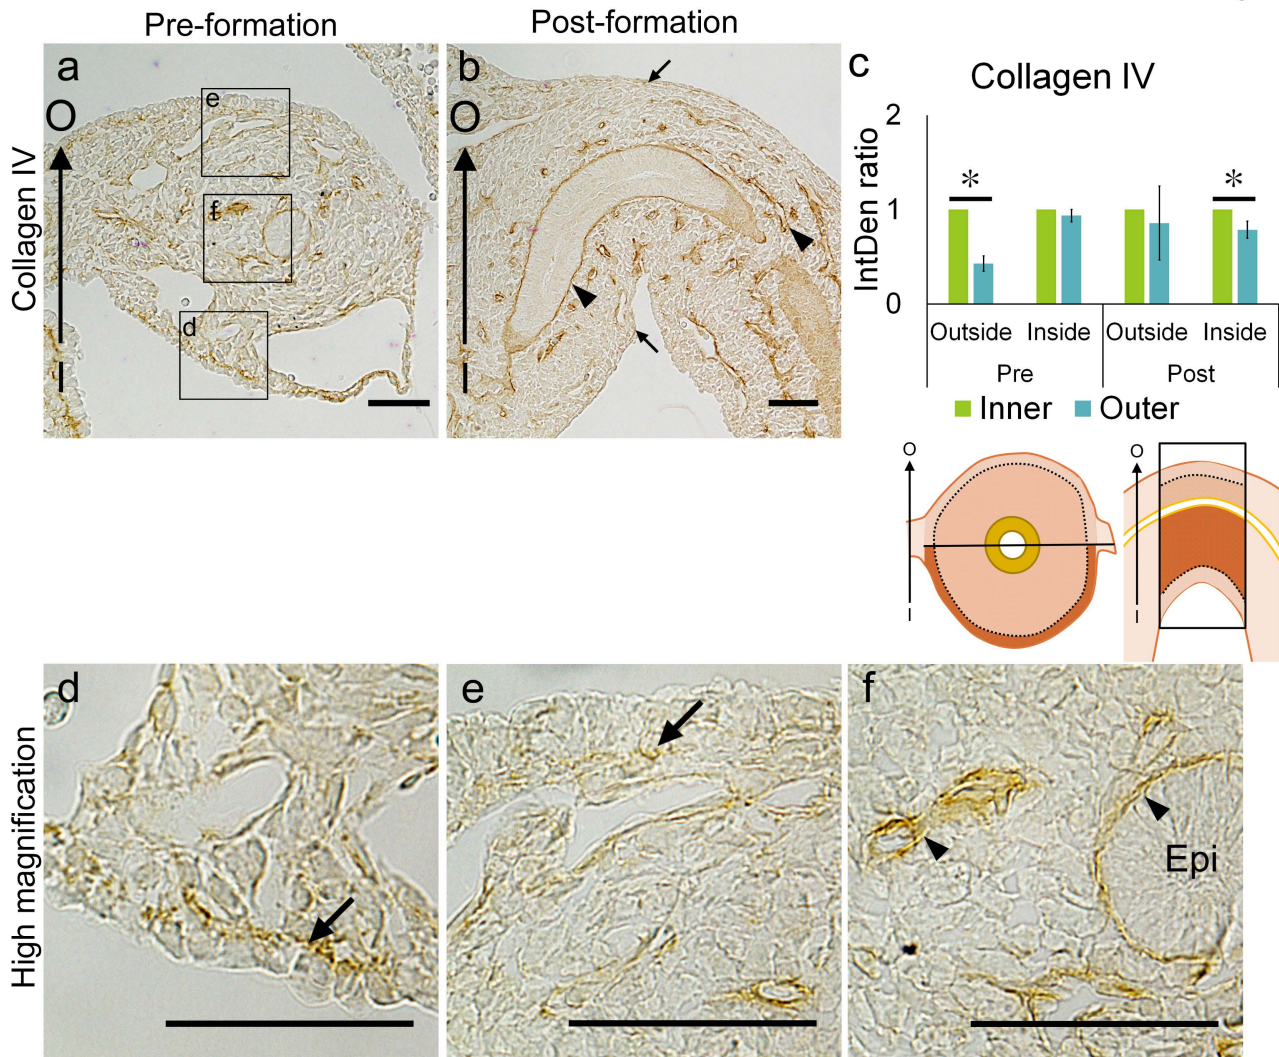 Pre-formation
Post-formation
a
b
c
e
f
d
O
I
O
I
Collagen IV
Collagen IV
IntDen ratio
2
1
0
*
*
Outside Inside Outside Inside
Pre Post
Inner Outer
O
I
O
I
High magnification
d
e
f
Epi